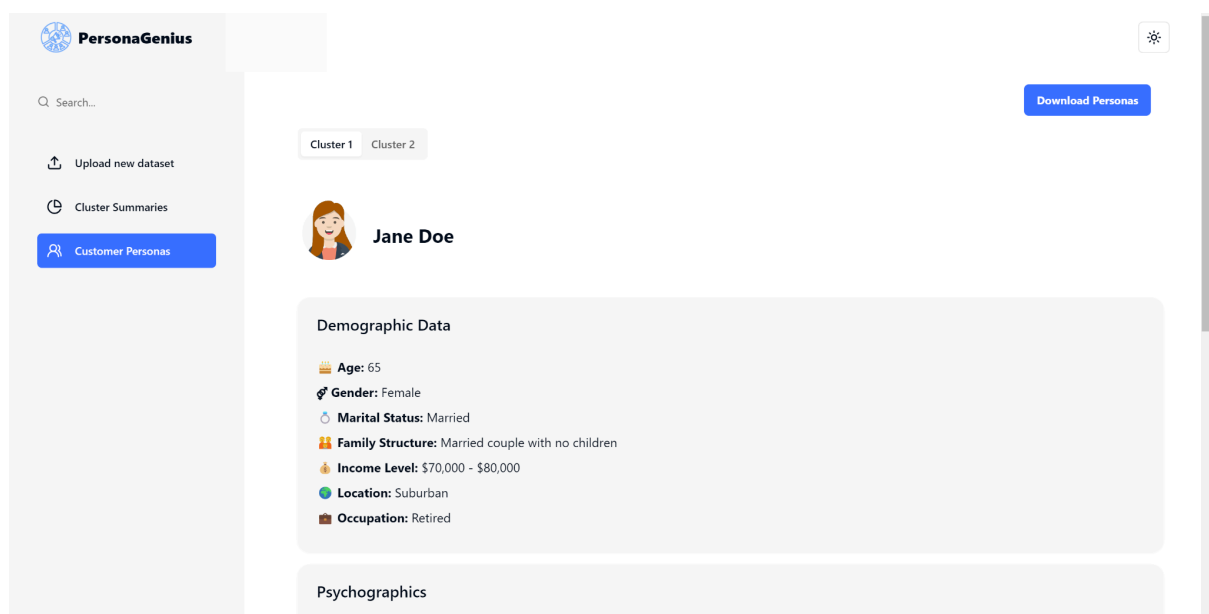 PersonaGenius
Search...
Upload new dataset
Cluster Summaries
Customer Personas
Download Personas
Cluster 1 Cluster 2
Jane Doe
Demographic Data
Age: 65
Gender: Female
Marital Status: Married
Family Structure: Married couple with no children
Income Level: $70,000 - $80,000
Location: Suburban
Occupation: Retired
Psychographics